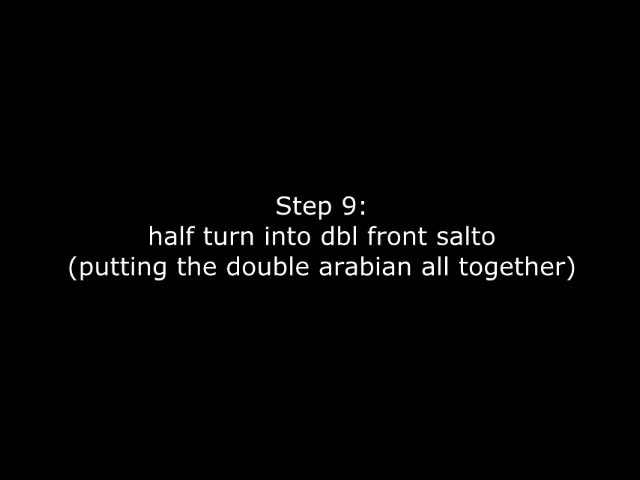 Step 9:
half turn into dbl front salto
(putting the double arabian all together)